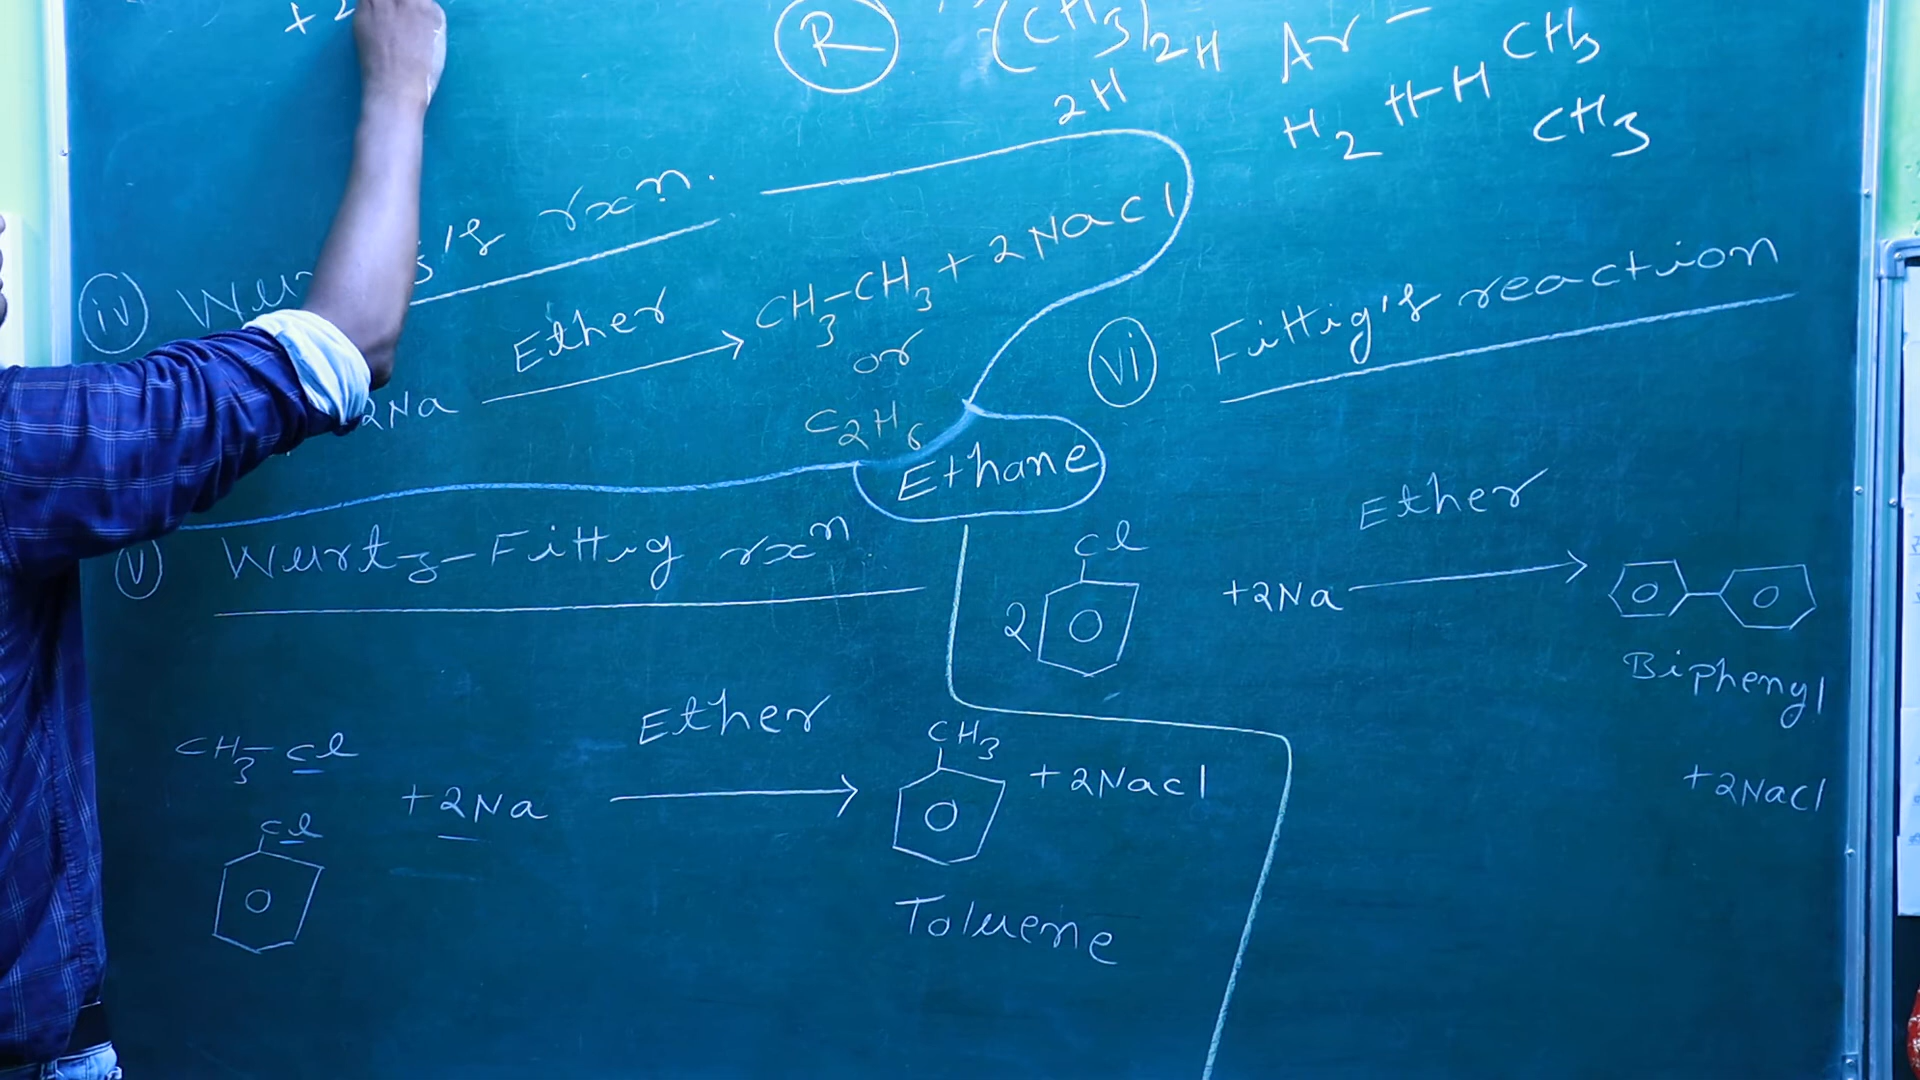 + 2
R
(CH3)2H
Ar -
CH3
2H
H2 H-H
CH3
iv Wurtz's rxn.
2Na Ether → CH3-CH3 + 2NaCl
or
C2H6
Ethane
v Wurtz-Fittig rxn
CH3-Cl
Cl
+2Na Ether → CH3 +2NaCl
Toluene
vi Fittig's reaction
Cl
2 +2Na Ether →
Biphenyl
+2NaCl